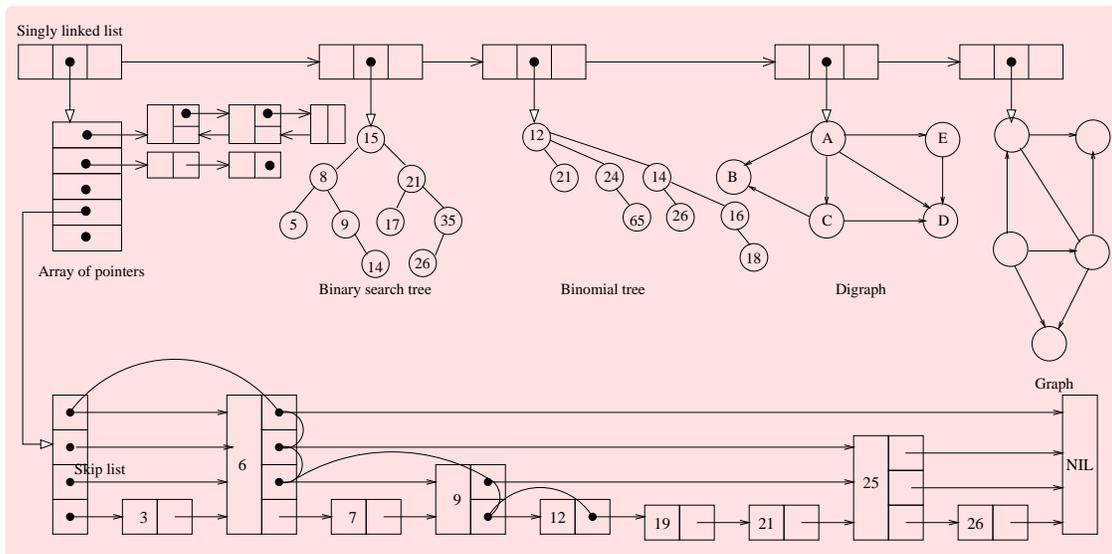 Singly linked list
15
12
A
E
8
21
21
24
14
B
5
9
17
35
65
26
16
C
D
14
26
18
Array of pointers
Binary search tree
Binomial tree
Digraph
Graph
6
Skip list
NIL
25
9
3
7
12
19
21
26